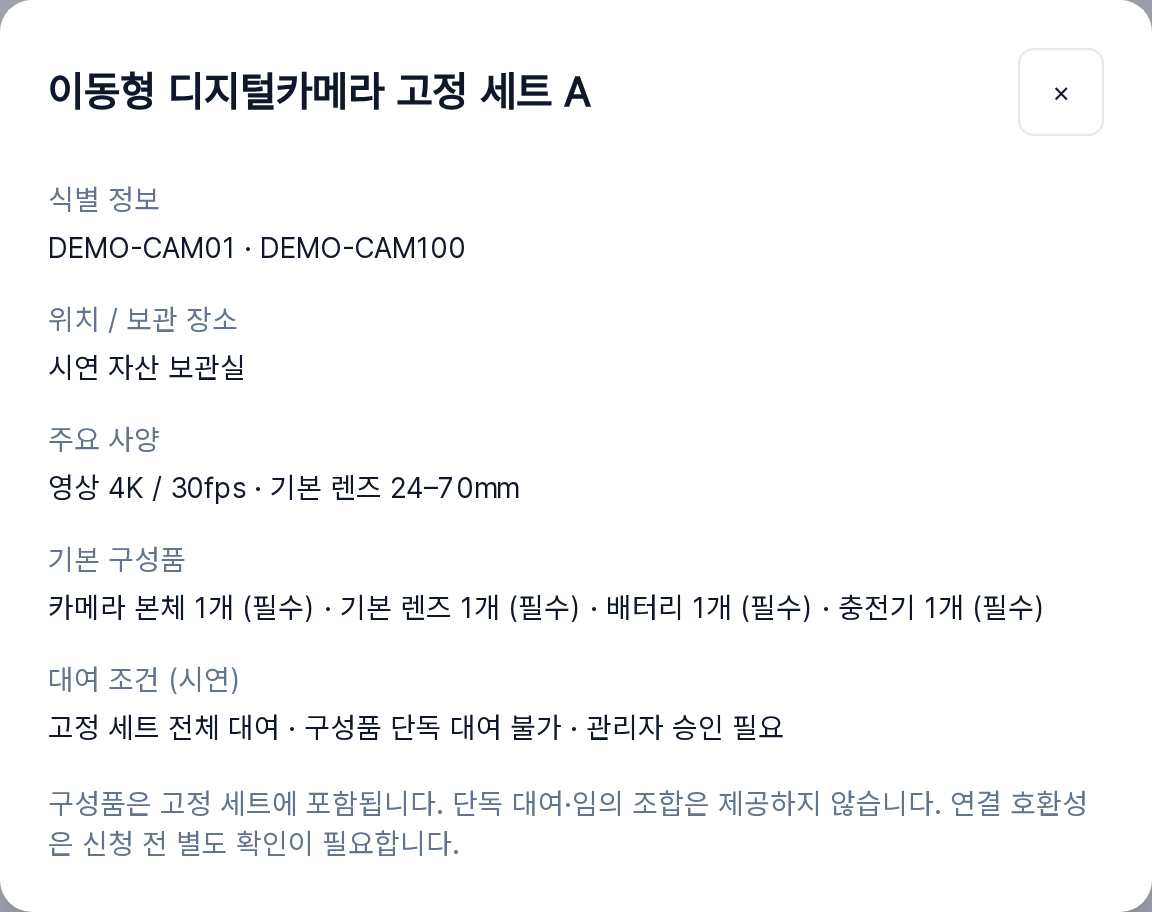 이동형 디지털카메라 고정 세트 A
×
식별 정보
DEMO-CAM01 · DEMO-CAM100
위치 / 보관 장소
시연 자산 보관실
주요 사양
영상 4K / 30fps · 기본 렌즈 24–70mm
기본 구성품
카메라 본체 1개 (필수) · 기본 렌즈 1개 (필수) · 배터리 1개 (필수) · 충전기 1개 (필수)
대여 조건 (시연)
고정 세트 전체 대여 · 구성품 단독 대여 불가 · 관리자 승인 필요
구성품은 고정 세트에 포함됩니다. 단독 대여·임의 조합은 제공하지 않습니다. 연결 호환성
은 신청 전 별도 확인이 필요합니다.